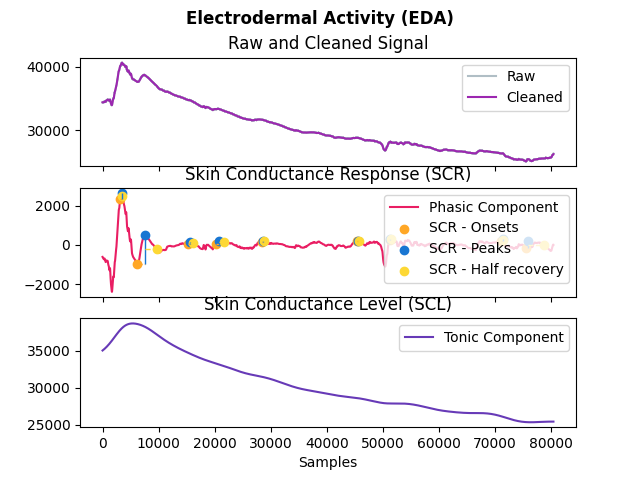 Electrodermal Activity (EDA)
Raw and Cleaned Signal
40000
30000
Raw
Cleaned
Skin Conductance Response (SCR)
2000
0
−2000
Phasic Component
SCR - Onsets
SCR - Peaks
SCR - Half recovery
Skin Conductance Level (SCL)
35000
30000
25000
Tonic Component
0 10000 20000 30000 40000 50000 60000 70000 80000
Samples